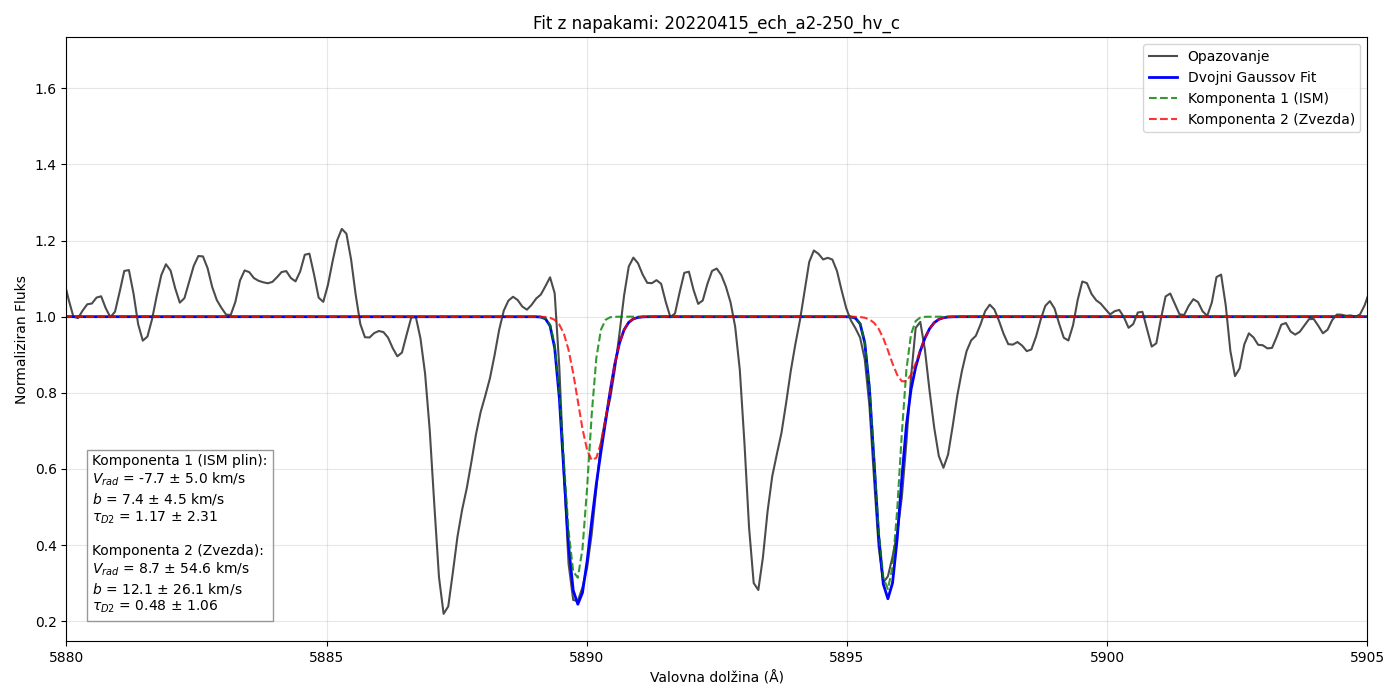 Fit z napakami: 20220415_ech_a2-250_hv_c
Normaliziran Fluks
1.6
1.4
1.2
1.0
0.8
0.6
0.4
0.2
Opazovanje
Dvojni Gaussov Fit
Komponenta 1 (ISM)
Komponenta 2 (Zvezda)
Komponenta 1 (ISM plin):
V_rad = -7.7 ± 5.0 km/s
b = 7.4 ± 4.5 km/s
τ_D2 = 1.17 ± 2.31
Komponenta 2 (Zvezda):
V_rad = 8.7 ± 54.6 km/s
b = 12.1 ± 26.1 km/s
τ_D2 = 0.48 ± 1.06
5880 5885 5890 5895 5900 5905
Valovna dolžina (Å)